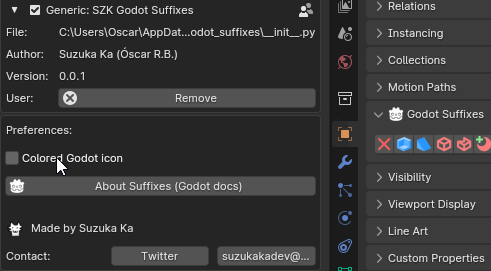 Generic: SZK Godot Suffixes
File: C:\Users\Oscar\AppDat...odot_suffixes\__init__.py
Author: Suzuka Ka (Óscar R.B.)
Version: 0.0.1
User: Remove
Preferences:
Colored Godot icon
About Suffixes (Godot docs)
Made by Suzuka Ka
Contact: Twitter suzukakadev@...
Relations
Instancing
Collections
Motion Paths
Godot Suffixes
Visibility
Viewport Display
Line Art
Custom Properties